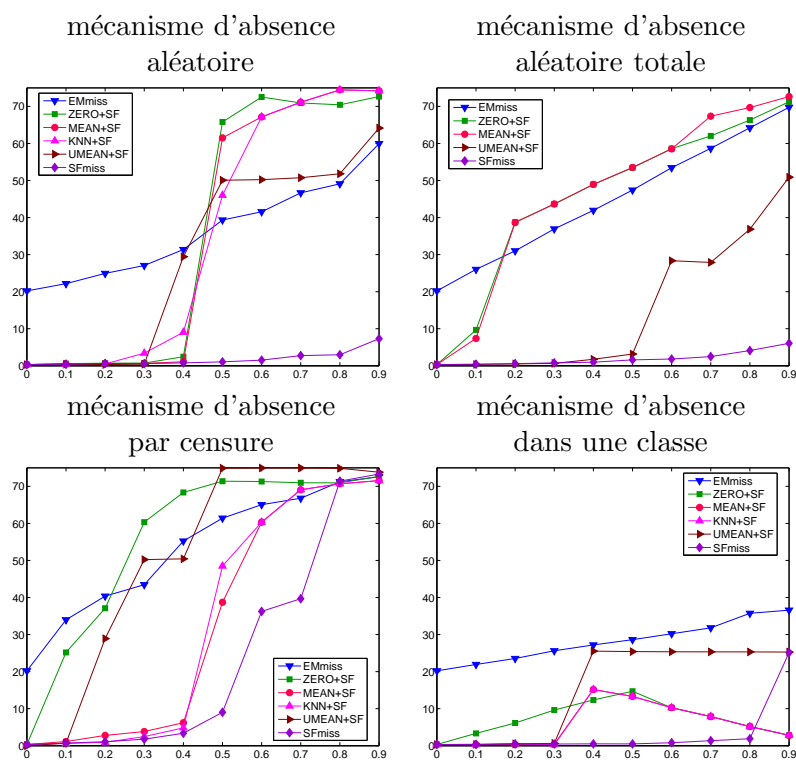 mécanisme d'absence
aléatoire
70
60
50
40
30
20
10
0
0 0.1 0.2 0.3 0.4 0.5 0.6 0.7 0.8 0.9
EMmiss
ZERO+SF
MEAN+SF
KNN+SF
UMEAN+SF
SFmiss
mécanisme d'absence
aléatoire totale
70
60
50
40
30
20
10
0
0 0.1 0.2 0.3 0.4 0.5 0.6 0.7 0.8 0.9
EMmiss
ZERO+SF
MEAN+SF
UMEAN+SF
SFmiss
mécanisme d'absence
par censure
70
60
50
40
30
20
10
0
0 0.1 0.2 0.3 0.4 0.5 0.6 0.7 0.8 0.9
EMmiss
ZERO+SF
MEAN+SF
KNN+SF
UMEAN+SF
SFmiss
mécanisme d'absence
dans une classe
70
60
50
40
30
20
10
0
0 0.1 0.2 0.3 0.4 0.5 0.6 0.7 0.8 0.9
EMmiss
ZERO+SF
MEAN+SF
KNN+SF
UMEAN+SF
SFmiss